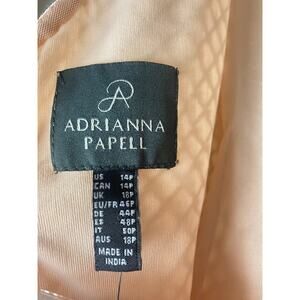 ADRIANNA
PAPELL
US 14P
CAN 14P
UK 18P
EU/FR 46P
DE 44P
ES 48P
IT 50P
AUS 18P
MADE IN
INDIA